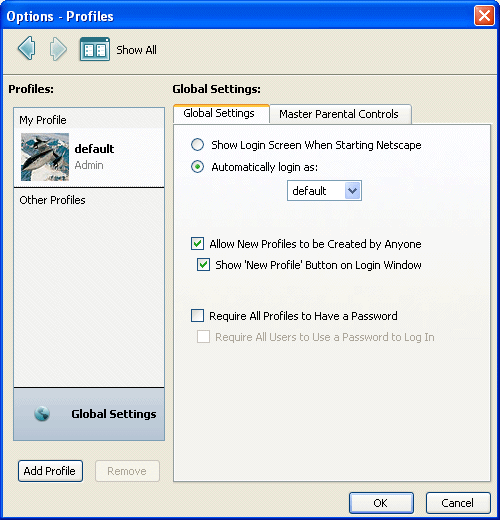 Options - Profiles
Show All
Profiles:
My Profile
default
Admin
Other Profiles
Global Settings
Add Profile
Remove
Global Settings:
Global Settings
Master Parental Controls
Show Login Screen When Starting Netscape
Automatically login as:
default
Allow New Profiles to be Created by Anyone
Show 'New Profile' Button on Login Window
Require All Profiles to Have a Password
Require All Users to Use a Password to Log In
OK
Cancel